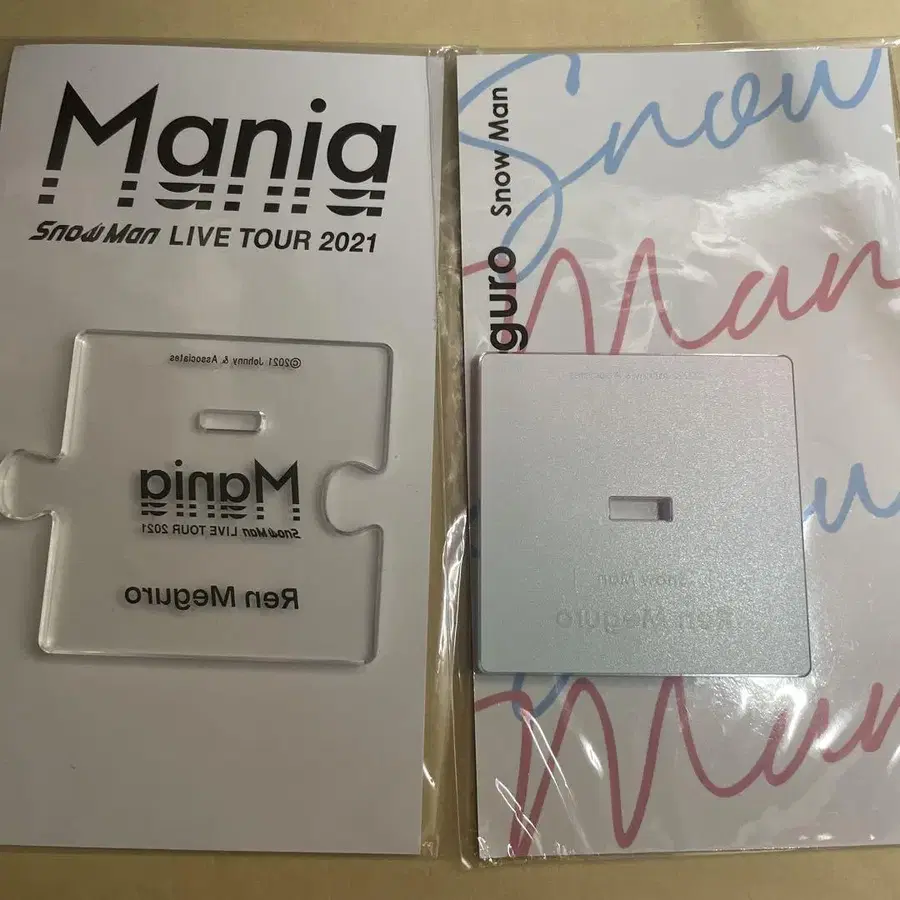 Mania
Snow Man LIVE TOUR 2021
©2021 Johnny & Associates
Mania
Snow Man LIVE TOUR 2021
Ren Meguro
Snow
Man
guro Snow Man
Snow Man
Ren Meguro
Man